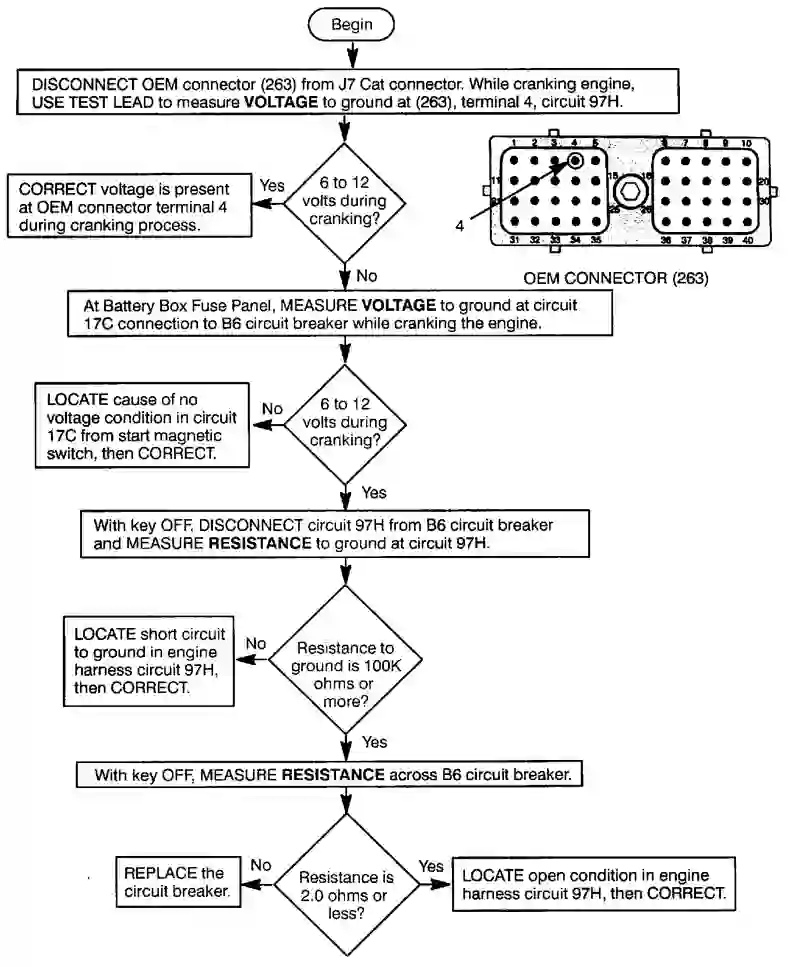 Begin
DISCONNECT OEM connector (263) from J7 Cat connector. While cranking engine,
USE TEST LEAD to measure VOLTAGE to ground at (263), terminal 4, circuit 97H.
CORRECT voltage is present
at OEM connector terminal 4
during cranking process.
Yes
6 to 12
volts during
cranking?
1 2 3 4 5 6 7 8 9 10
11 15 16 20
21 25 26 30
31 32 33 34 35 36 37 38 39 40
4
OEM CONNECTOR (263)
No
At Battery Box Fuse Panel, MEASURE VOLTAGE to ground at circuit
17C connection to B6 circuit breaker while cranking the engine.
LOCATE cause of no
voltage condition in circuit
17C from start magnetic
switch, then CORRECT.
No
6 to 12
volts during
cranking?
Yes
With key OFF, DISCONNECT circuit 97H from B6 circuit breaker
and MEASURE RESISTANCE to ground at circuit 97H.
LOCATE short circuit
to ground in engine
harness circuit 97H,
then CORRECT.
No
Resistance to
ground is 100K
ohms or
more?
Yes
With key OFF, MEASURE RESISTANCE across B6 circuit breaker.
REPLACE the
circuit breaker.
No
Resistance is
2.0 ohms or
less?
Yes
LOCATE open condition in engine
harness circuit 97H, then CORRECT.